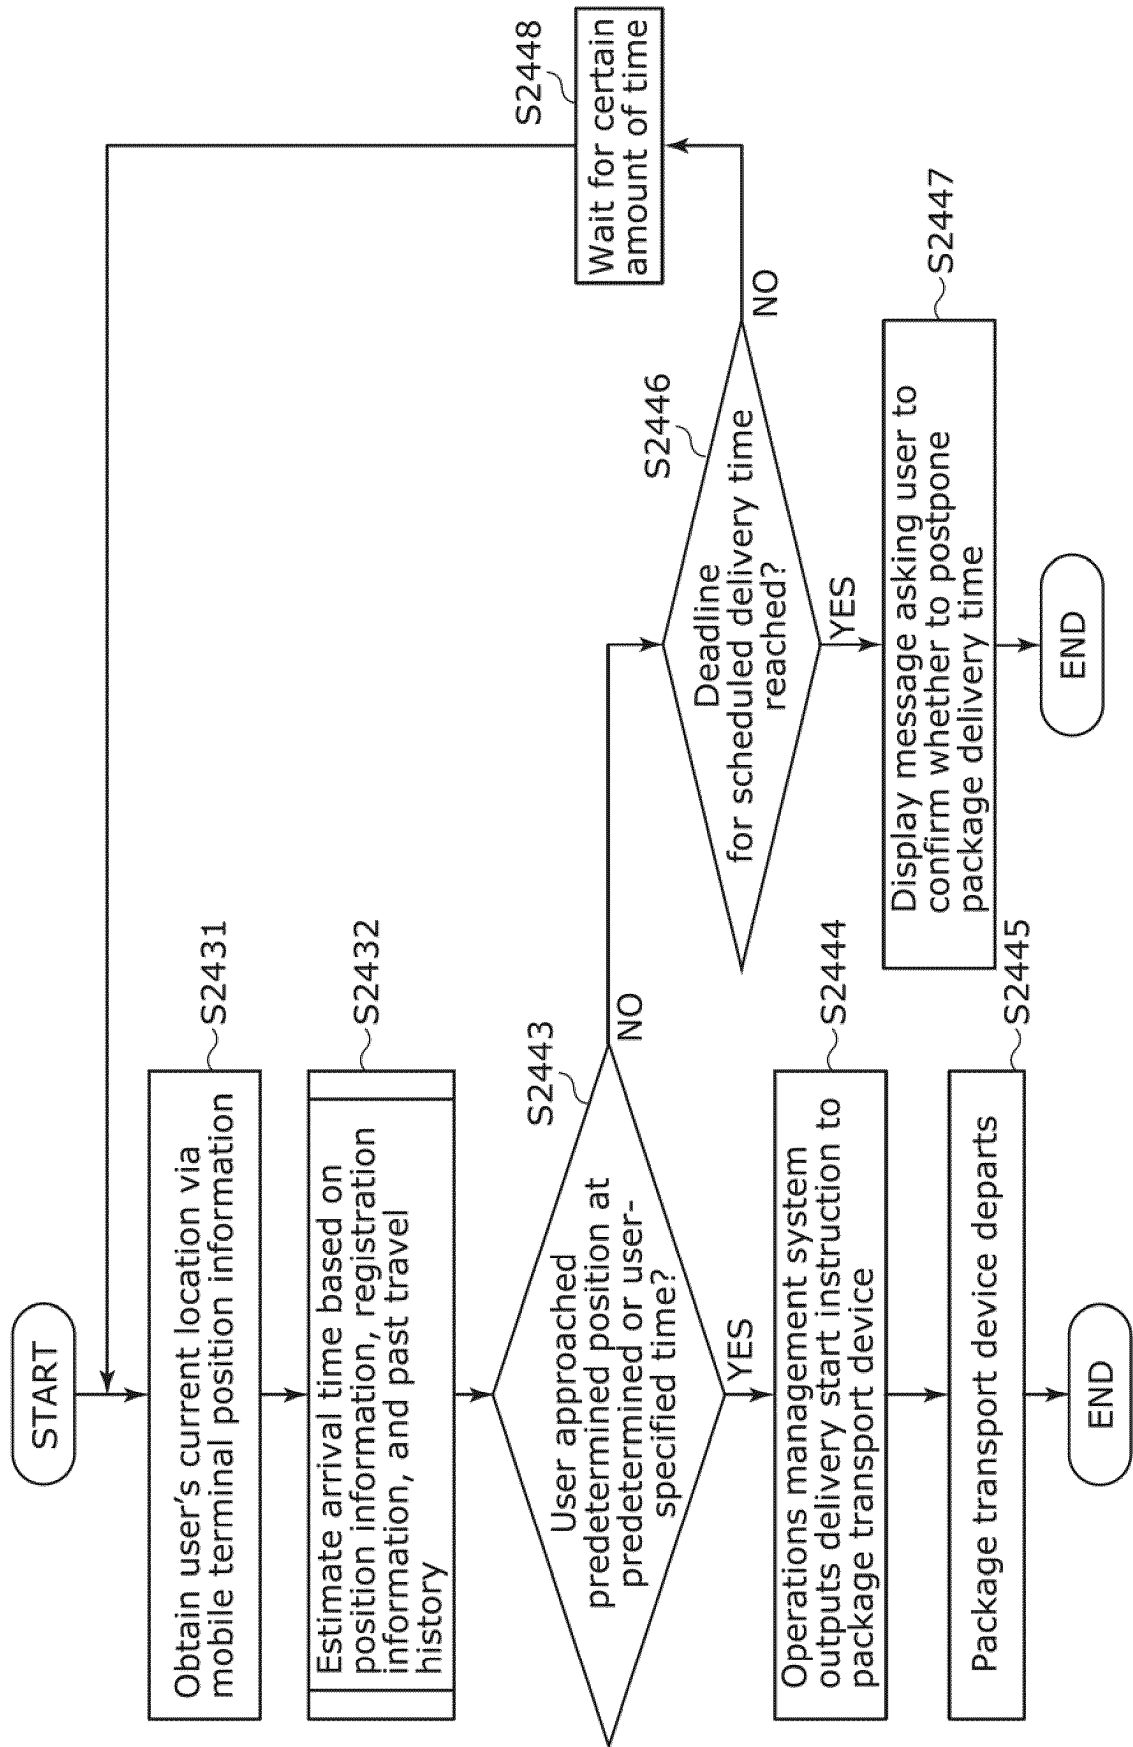 START
S2431
Obtain user’s current location via
mobile terminal position information
S2432
Estimate arrival time based on
position information, registration
information, and past travel
history
S2443
User approached
predetermined position at
predetermined or user-
specified time?
NO
YES
S2444
Operations management system
outputs delivery start instruction to
package transport device
S2445
Package transport device departs
END
S2446
Deadline
for scheduled delivery time
reached?
NO
YES
S2447
Display message asking user to
confirm whether to postpone
package delivery time
END
S2448
Wait for certain
amount of time